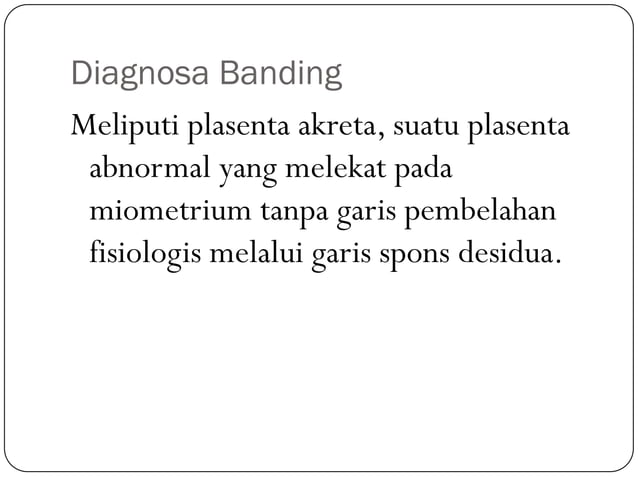 Diagnosa Banding
Meliputi plasenta akreta, suatu plasenta
abnormal yang melekat pada
miometrium tanpa garis pembelahan
fisiologis melalui garis spons desidua.